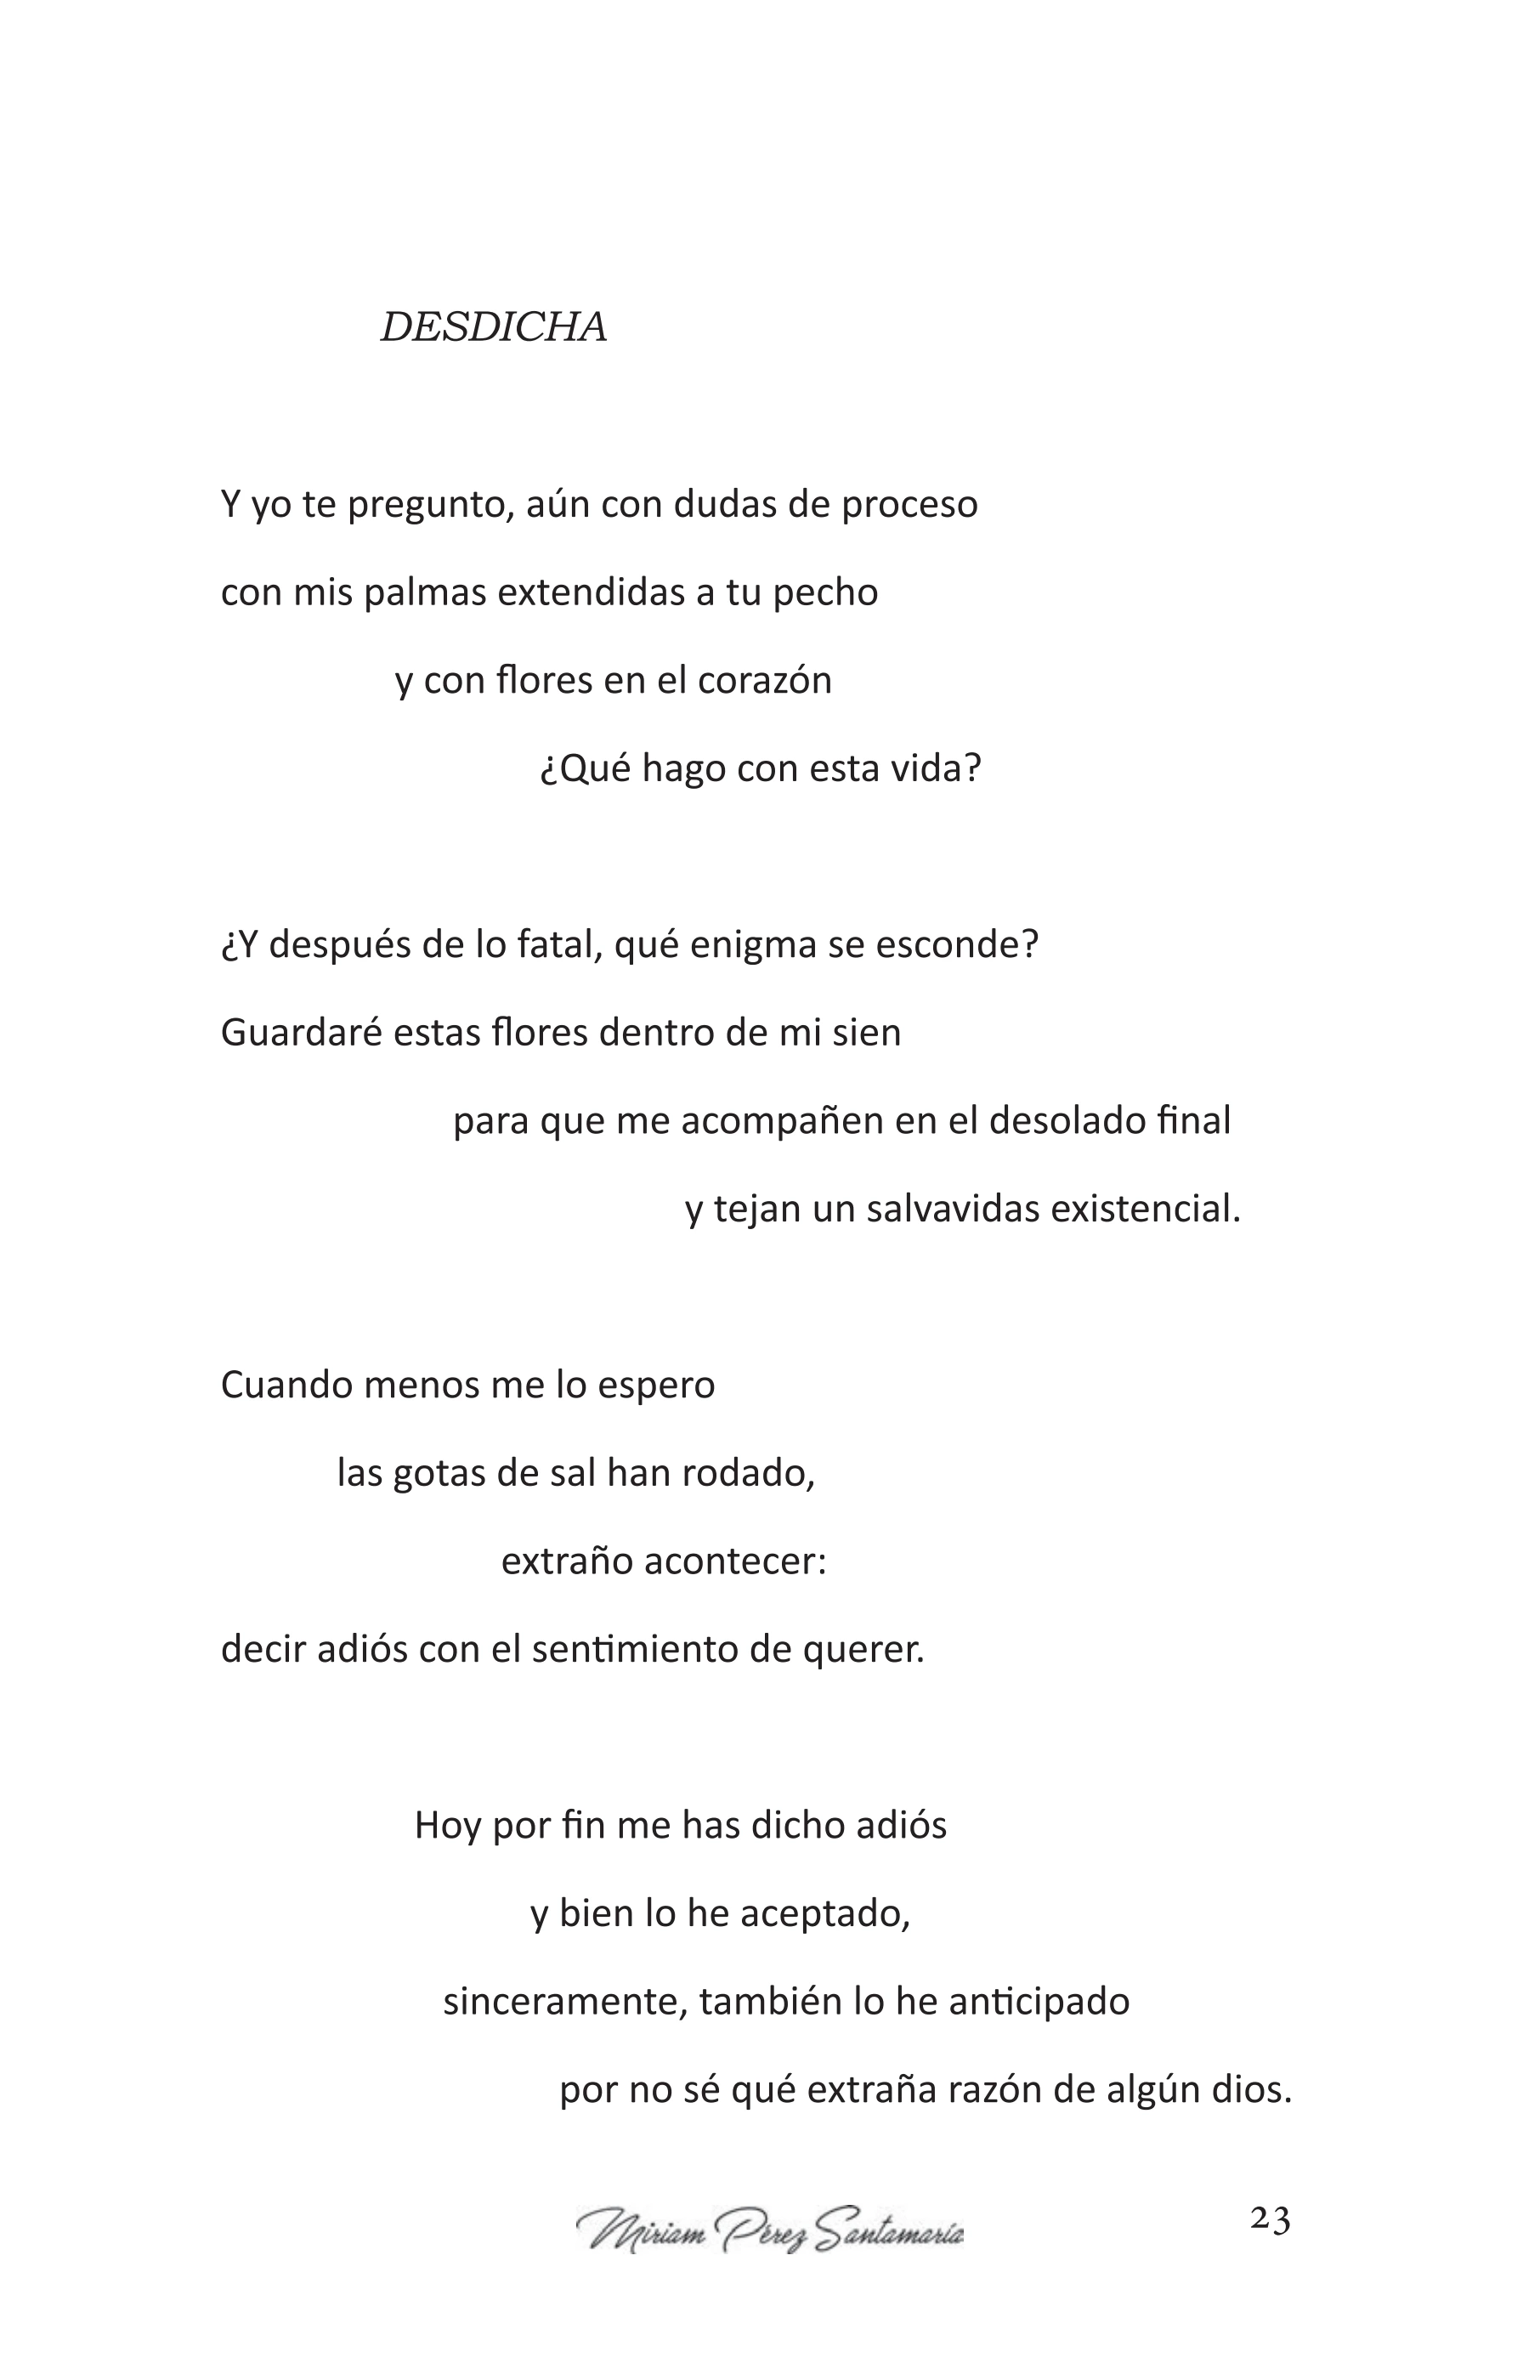 DESDICHA
Y yo te pregunto, aún con dudas de proceso
con mis palmas extendidas a tu pecho
y con flores en el corazón
¿Qué hago con esta vida?
¿Y después de lo fatal, qué enigma se esconde?
Guardaré estas flores dentro de mi sien
para que me acompañen en el desolado final
y tejan un salvavidas existencial.
Cuando menos me lo espero
las gotas de sal han rodado,
extraño acontecer:
decir adiós con el sentimiento de querer.
Hoy por fin me has dicho adiós
y bien lo he aceptado,
sinceramente, también lo he anticipado
por no sé qué extraña razón de algún dios.
Miriam Pérez Santamaría
23